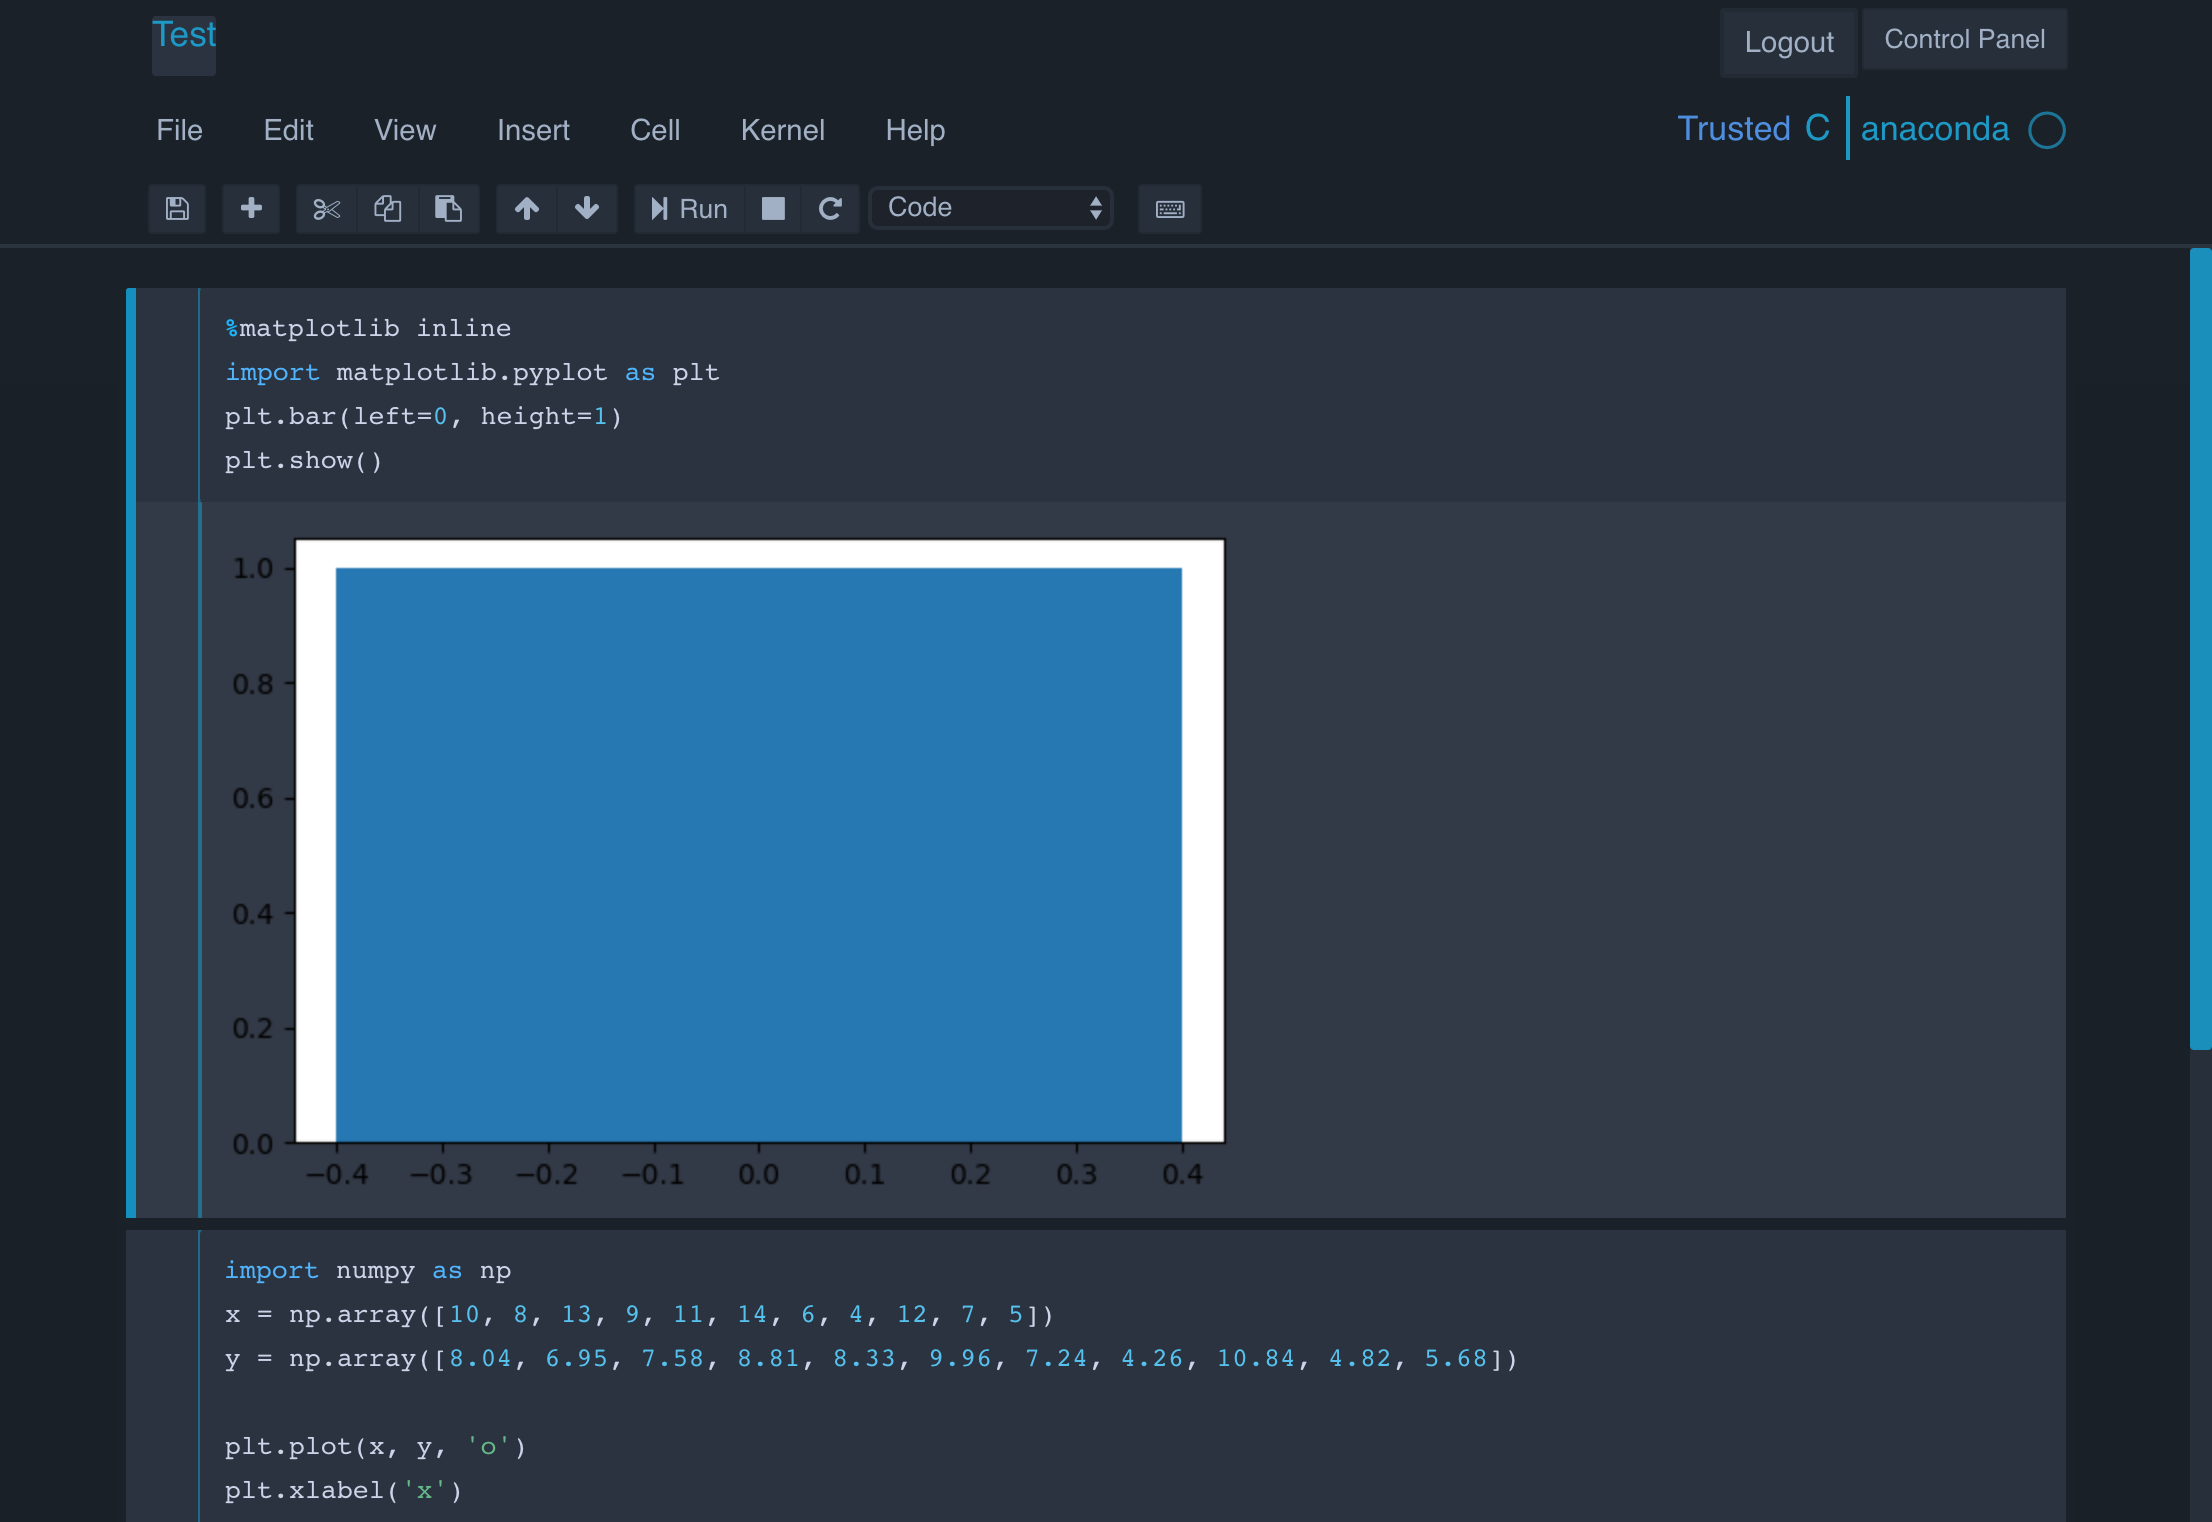 Test
Logout Control Panel
File Edit View Insert Cell Kernel Help
Trusted C anaconda
Run Code
%matplotlib inline
import matplotlib.pyplot as plt
plt.bar(left=0, height=1)
plt.show()
1.0
0.8
0.6
0.4
0.2
0.0
−0.4 −0.3 −0.2 −0.1 0.0 0.1 0.2 0.3 0.4
import numpy as np
x = np.array([10, 8, 13, 9, 11, 14, 6, 4, 12, 7, 5])
y = np.array([8.04, 6.95, 7.58, 8.81, 8.33, 9.96, 7.24, 4.26, 10.84, 4.82, 5.68])
plt.plot(x, y, 'o')
plt.xlabel('x')